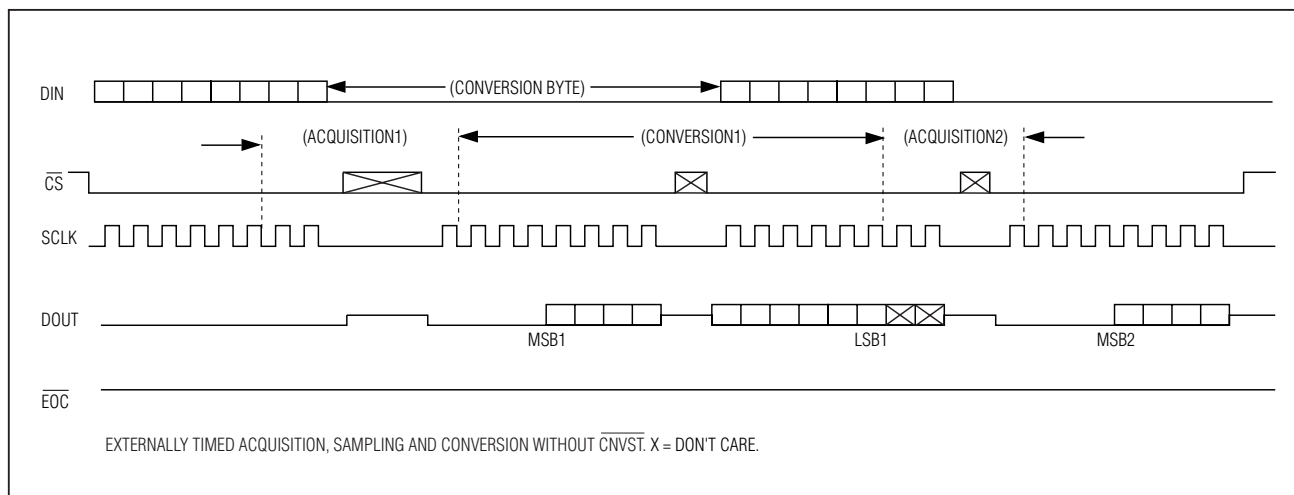 DIN
(CONVERSION BYTE)
(ACQUISITION1)
(CONVERSION1)
(ACQUISITION2)
CS
SCLK
DOUT
MSB1
LSB1
MSB2
EOC
EXTERNALLY TIMED ACQUISITION, SAMPLING AND CONVERSION WITHOUT CNVST. X = DON'T CARE.